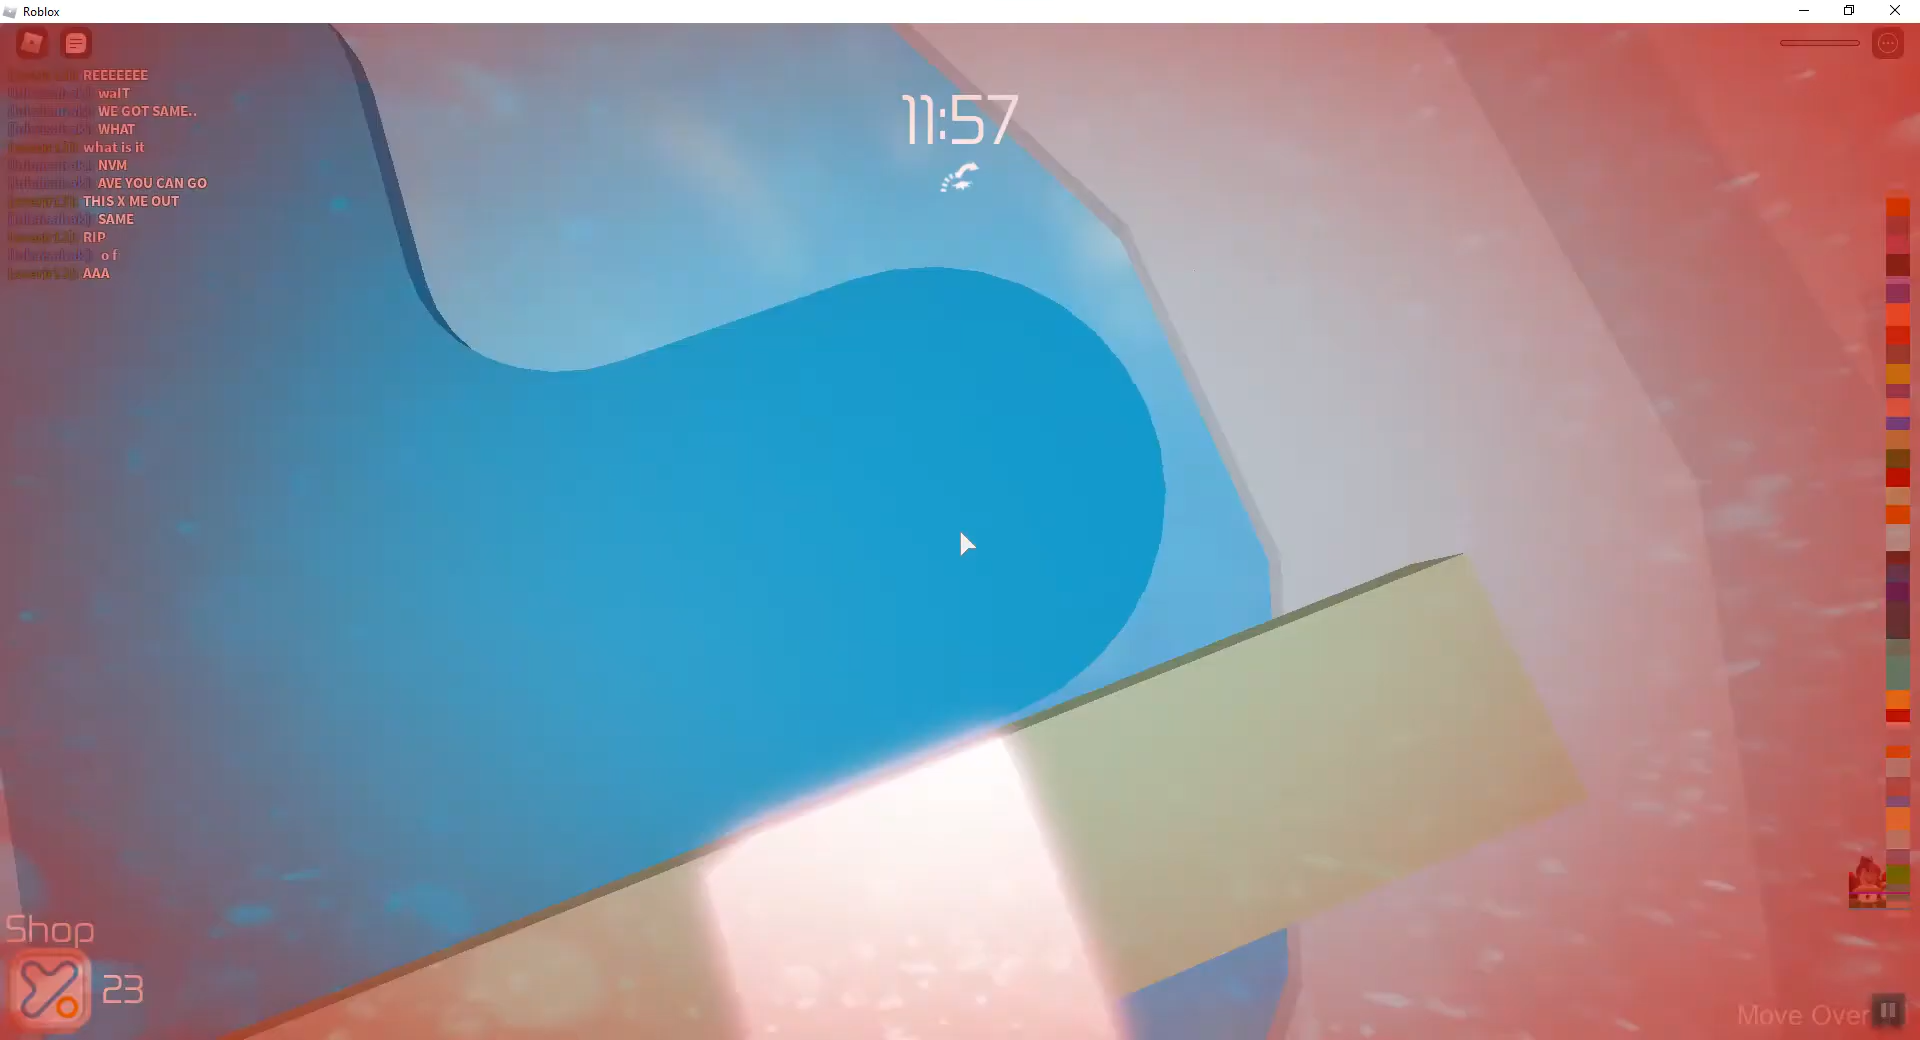 Roblox
REEEEEEE
waIT
WE GOT SAME..
WHAT
what is it
NVM
AVE YOU CAN GO
THIS X ME OUT
SAME
RIP
o f
AAA
11:57
Shop
23
Move Over